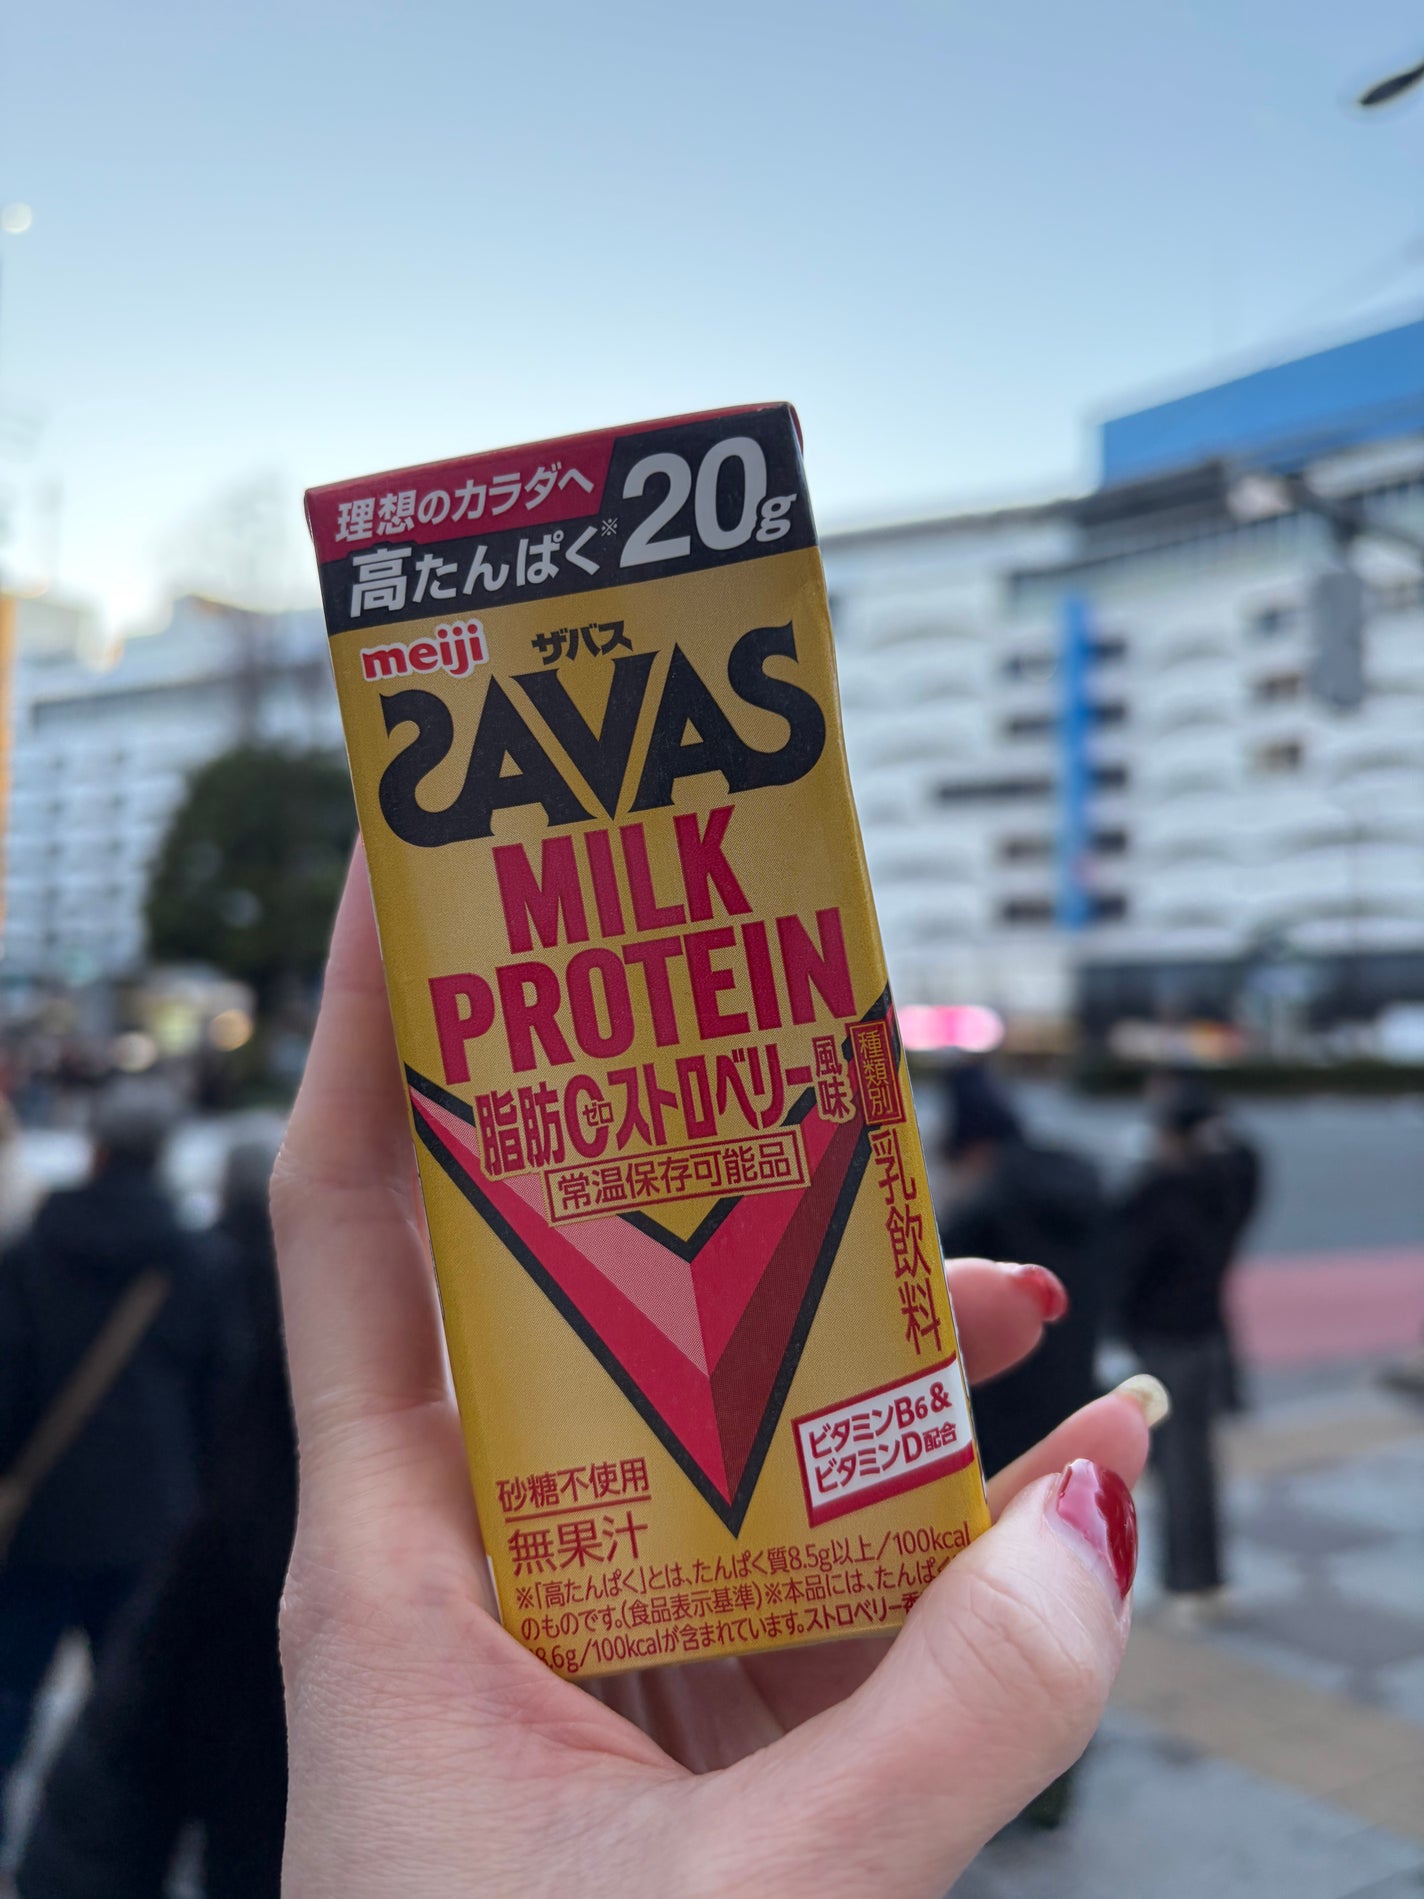 理想のカラダへ
高たんぱく※20g
meiji
ザバス
SAVAS
MILK
PROTEIN
脂肪0ゼロストロベリー風味
常温保存可能品
種類別
乳飲料
ビタミンB6&
ビタミンD配合
砂糖不使用
無果汁
※「高たんぱく」とは、たんぱく質8.5g以上/100kcal
のものです。(食品表示基準)※本品には、たんぱく
8.6g/100kcalが含まれています。ストロベリー香